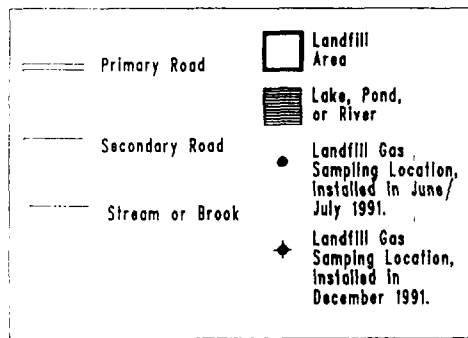 Primary Road
Secondary Road
Stream or Brook
Landfill
Area
Lake, Pond,
or River
Landfill Gas
Sampling Location,
Installed in June/
July 1991.
Landfill Gas
Samping Location,
Installed in
December 1991.